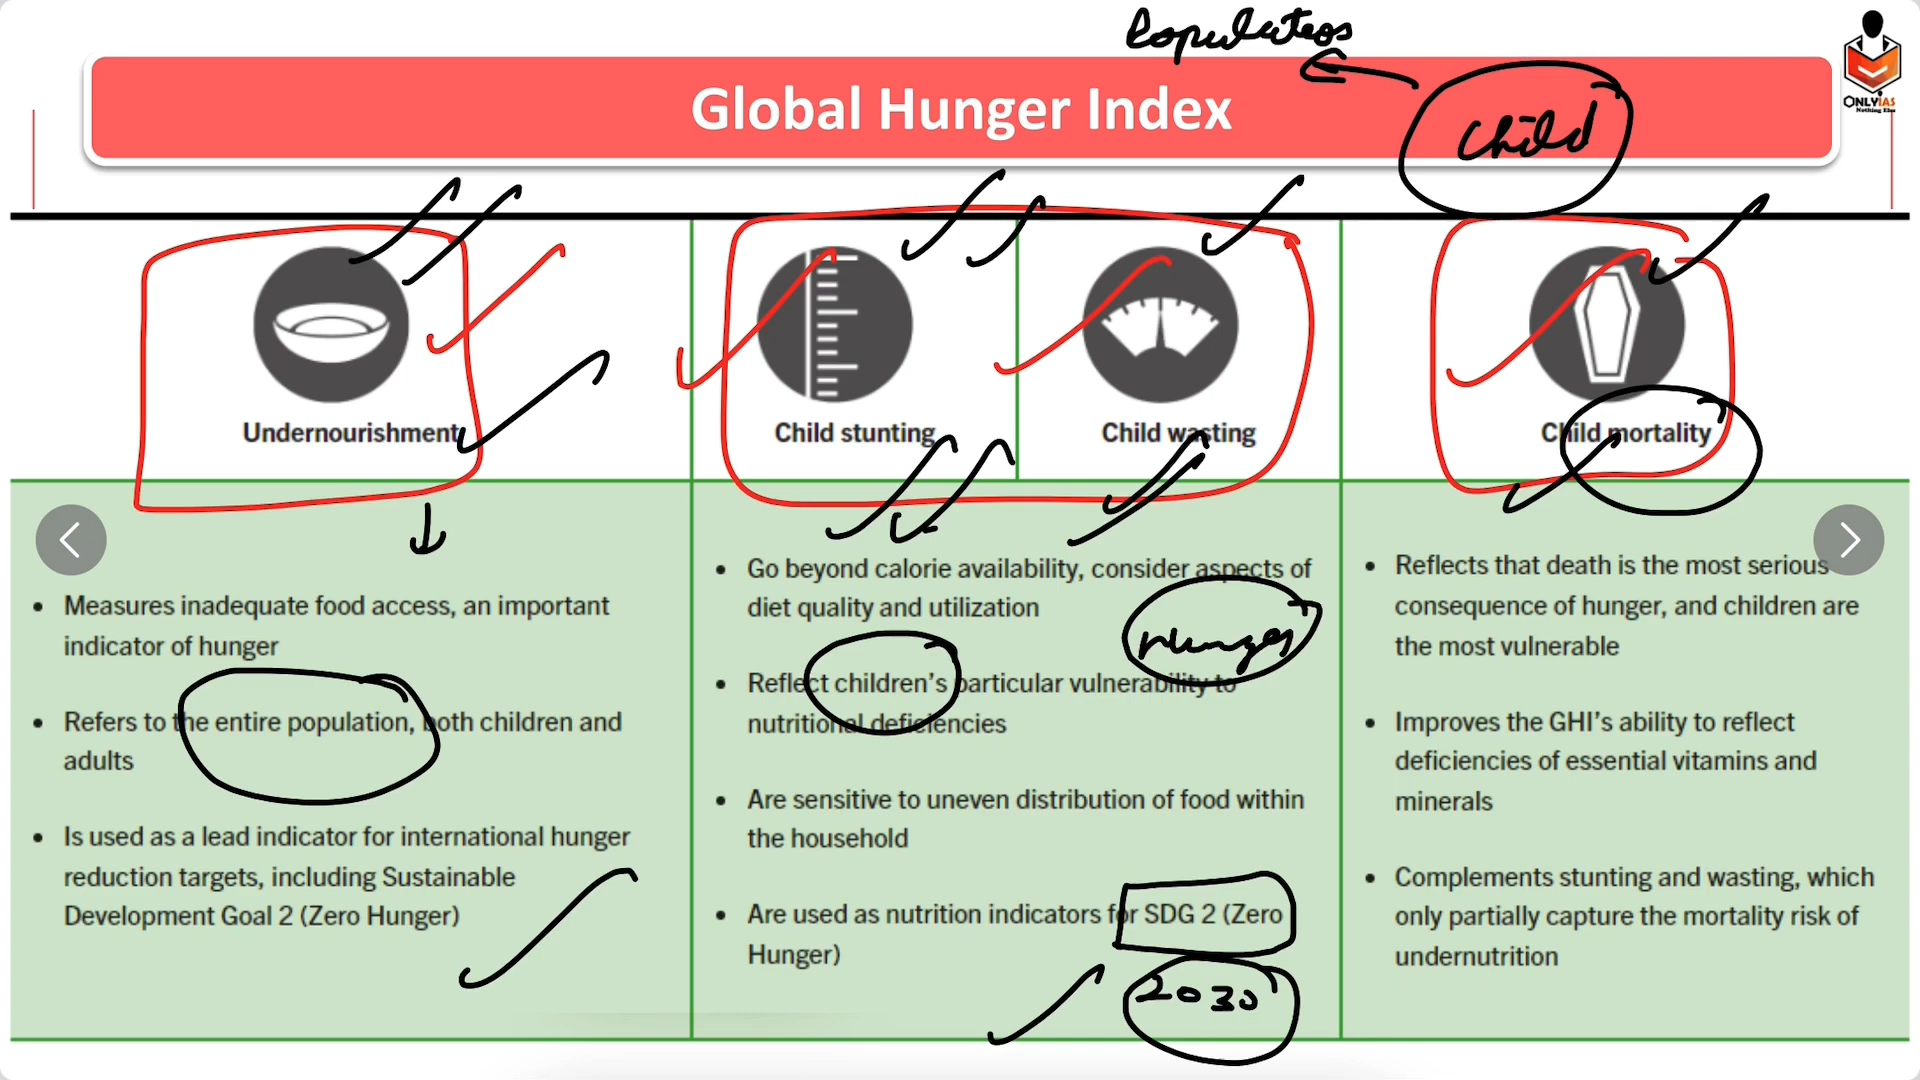 Population
Global Hunger Index
Child
ONLYIAS
Nothing Else
Undernourishment
Child stunting
Child wasting
Child mortality
Measures inadequate food access, an important
indicator of hunger
Refers to the entire population, both children and
adults
Is used as a lead indicator for international hunger
reduction targets, including Sustainable
Development Goal 2 (Zero Hunger)
Go beyond calorie availability, consider aspects of
diet quality and utilization
Hunger
Reflect children's particular vulnerability to
nutritional deficiencies
Are sensitive to uneven distribution of food within
the household
Are used as nutrition indicators for SDG 2 (Zero
Hunger)
2030
Reflects that death is the most serious
consequence of hunger, and children are
the most vulnerable
Improves the GHI's ability to reflect
deficiencies of essential vitamins and
minerals
Complements stunting and wasting, which
only partially capture the mortality risk of
undernutrition